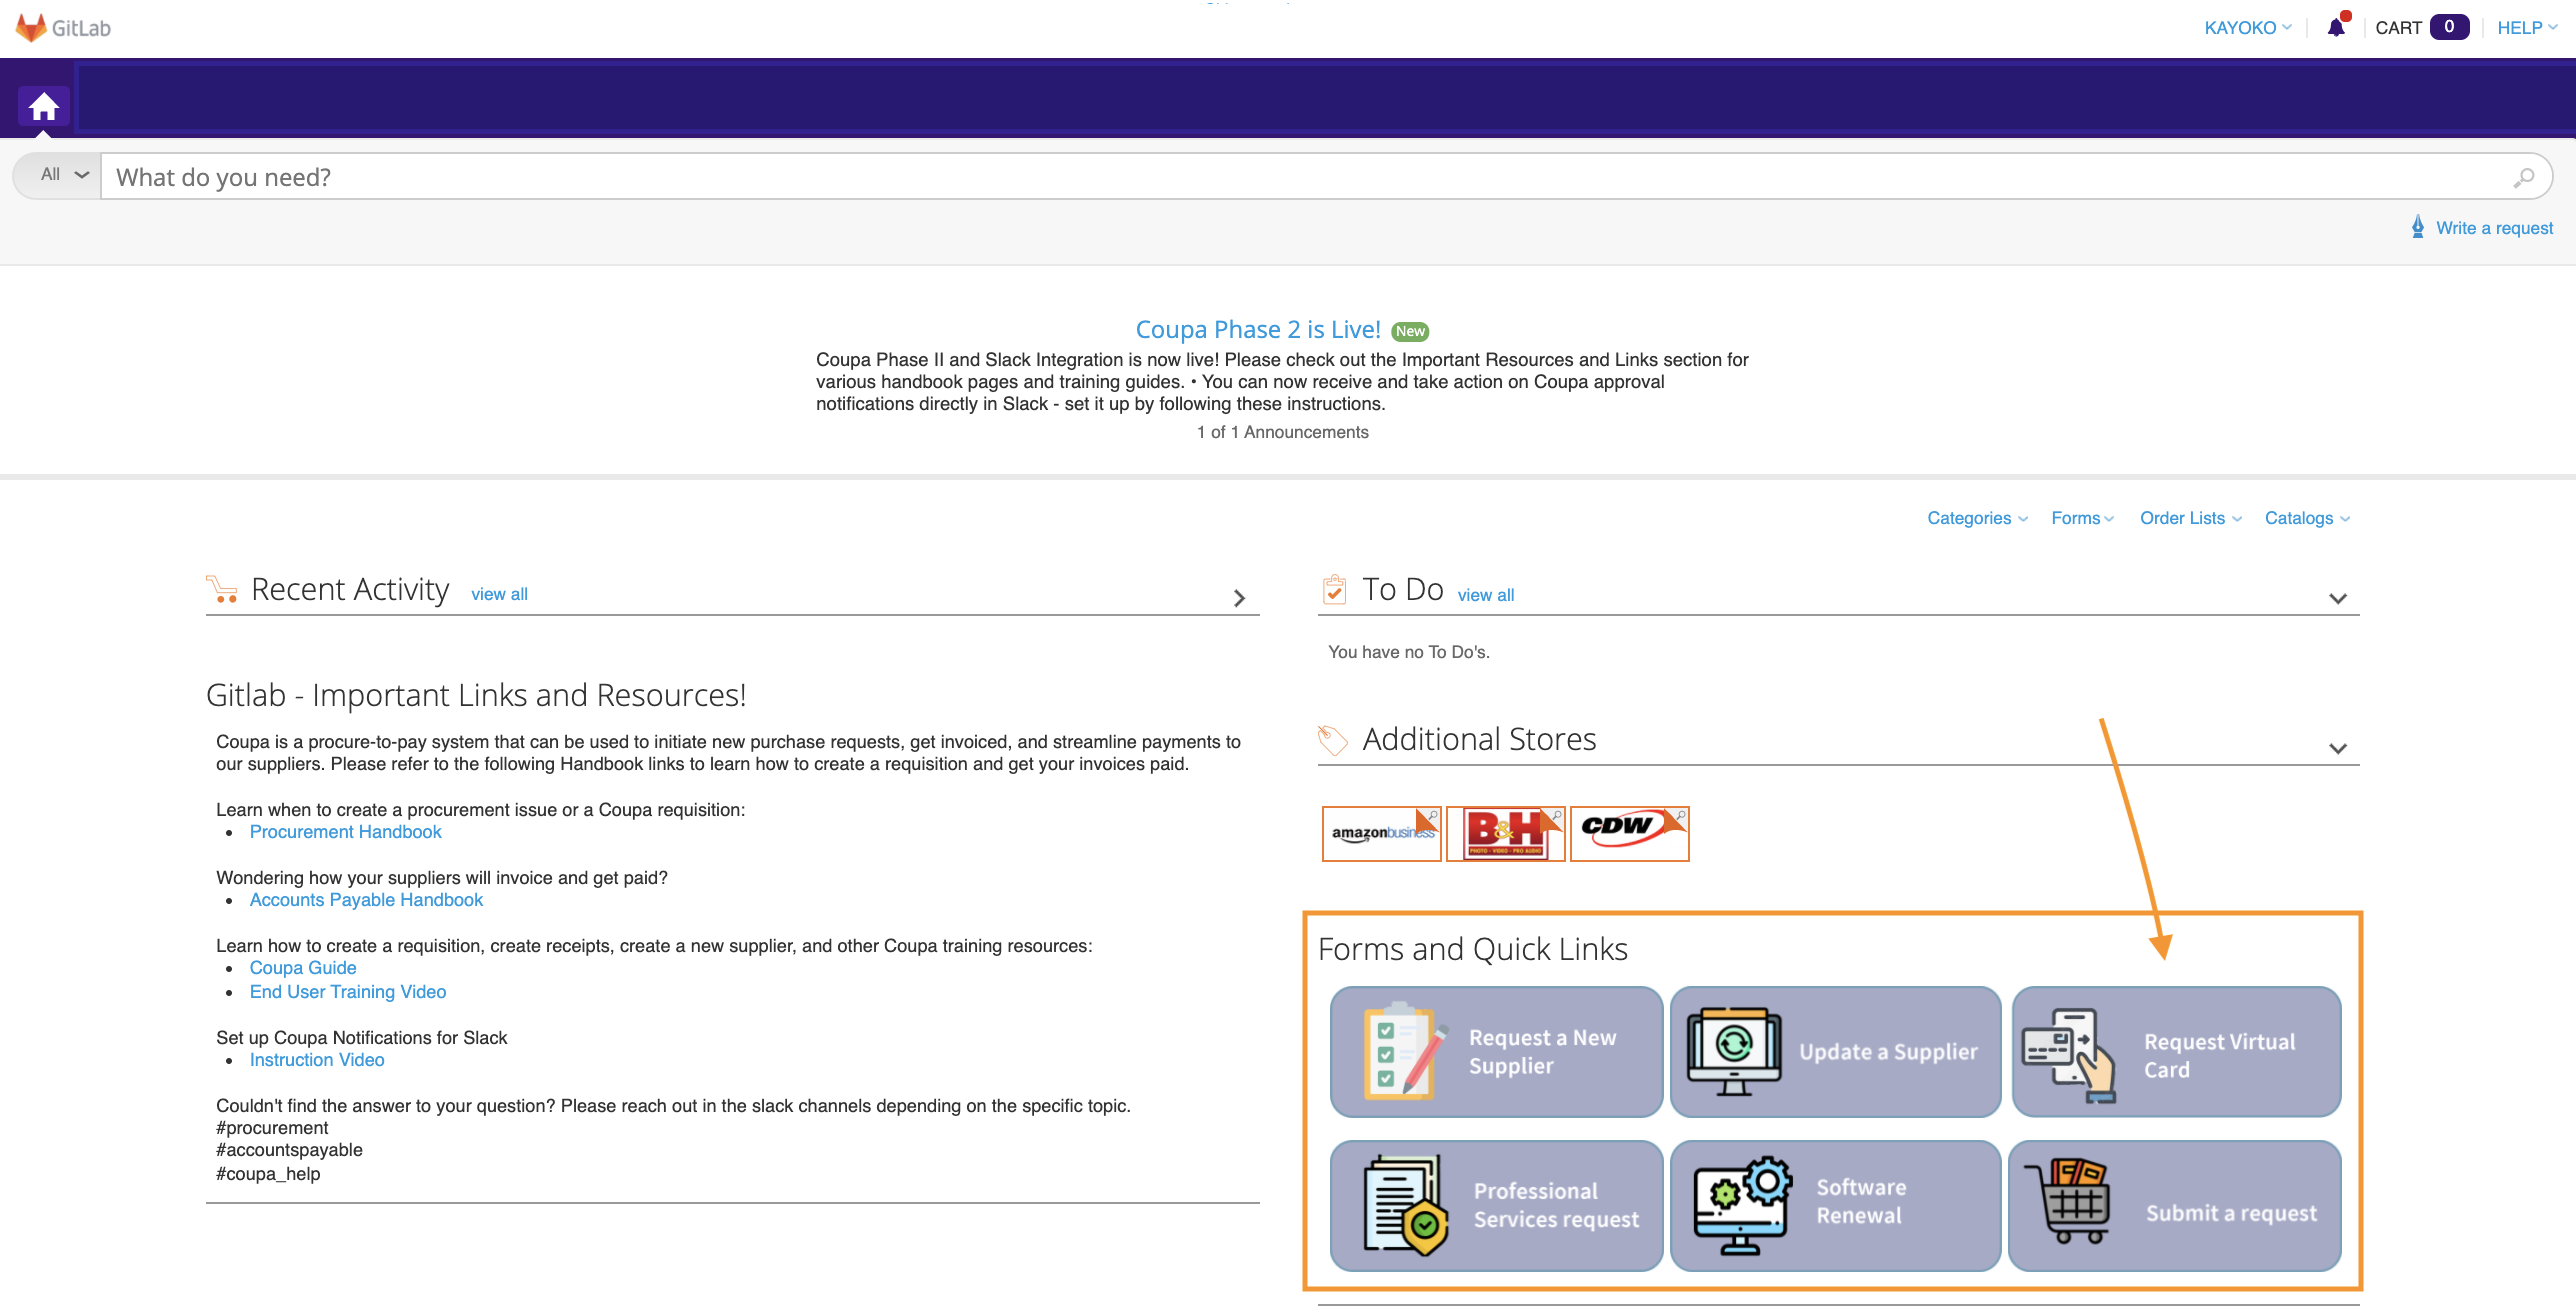 GitLab
KAYOKO
CART 0
HELP
All
What do you need?
Write a request
Coupa Phase 2 is Live! New
Coupa Phase II and Slack Integration is now live! Please check out the Important Resources and Links section for
various handbook pages and training guides. • You can now receive and take action on Coupa approval
notifications directly in Slack - set it up by following these instructions.
1 of 1 Announcements
Categories
Forms
Order Lists
Catalogs
Recent Activity view all
Gitlab - Important Links and Resources!
Coupa is a procure-to-pay system that can be used to initiate new purchase requests, get invoiced, and streamline payments to
our suppliers. Please refer to the following Handbook links to learn how to create a requisition and get your invoices paid.
Learn when to create a procurement issue or a Coupa requisition:
• Procurement Handbook
Wondering how your suppliers will invoice and get paid?
• Accounts Payable Handbook
Learn how to create a requisition, create receipts, create a new supplier, and other Coupa training resources:
• Coupa Guide
• End User Training Video
Set up Coupa Notifications for Slack
• Instruction Video
Couldn't find the answer to your question? Please reach out in the slack channels depending on the specific topic.
#procurement
#accountspayable
#coupa_help
To Do view all
You have no To Do's.
Additional Stores
amazonbusiness
B&H
PHOTO - VIDEO - PRO AUDIO
CDW
Forms and Quick Links
Request a New
Supplier
Update a Supplier
Request Virtual
Card
Professional
Services request
Software
Renewal
Submit a request